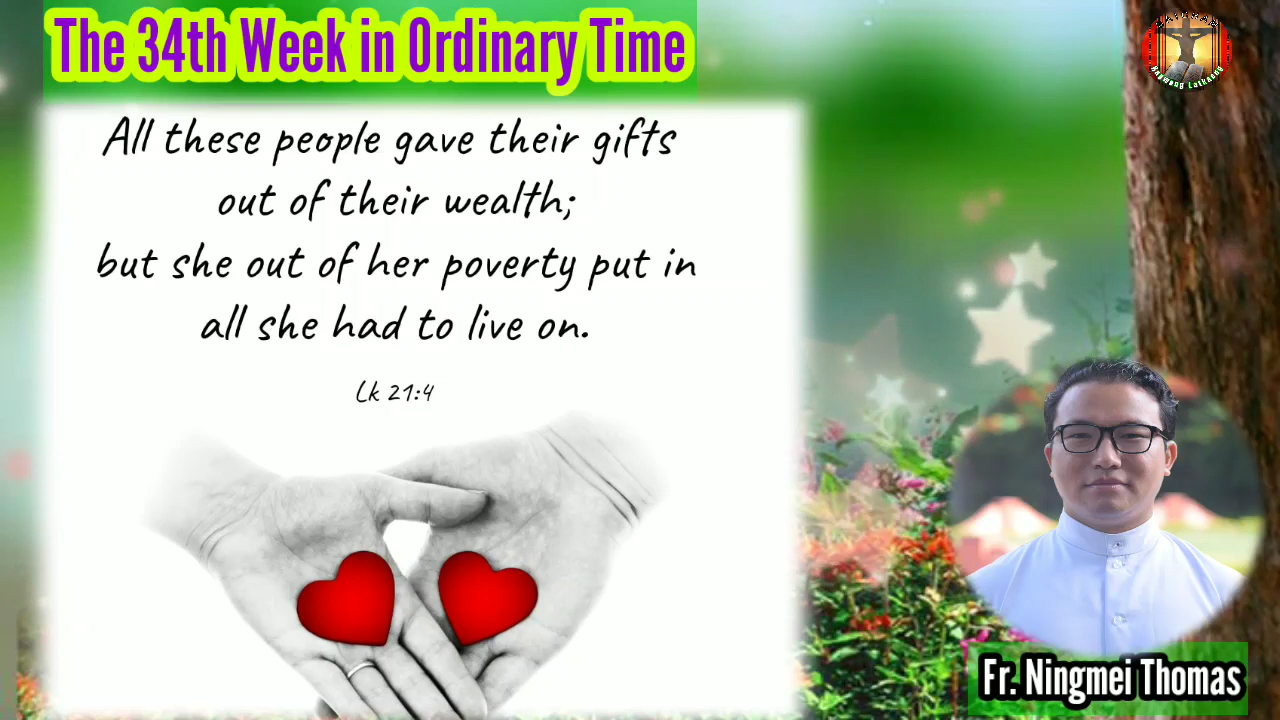 The 34th Week in Ordinary Time
All these people gave their gifts
out of their wealth;
but she out of her poverty put in
all she had to live on.
Lk 21:4
Fr. Ningmei Thomas